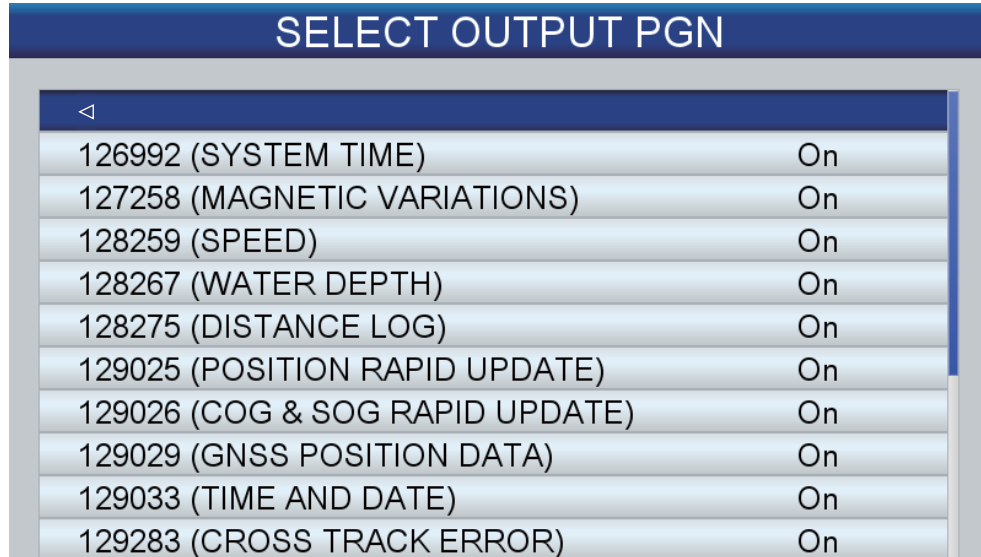 SELECT OUTPUT PGN
126992 (SYSTEM TIME) On
127258 (MAGNETIC VARIATIONS) On
128259 (SPEED) On
128267 (WATER DEPTH) On
128275 (DISTANCE LOG) On
129025 (POSITION RAPID UPDATE) On
129026 (COG & SOG RAPID UPDATE) On
129029 (GNSS POSITION DATA) On
129033 (TIME AND DATE) On
129283 (CROSS TRACK ERROR) On